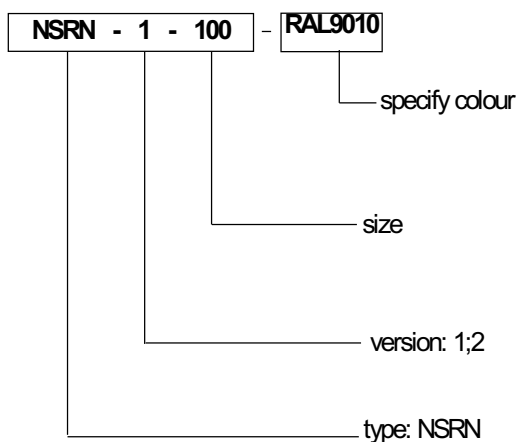 NSRN - 1 - 100 - RAL9010
specify colour
size
version: 1;2
type: NSRN